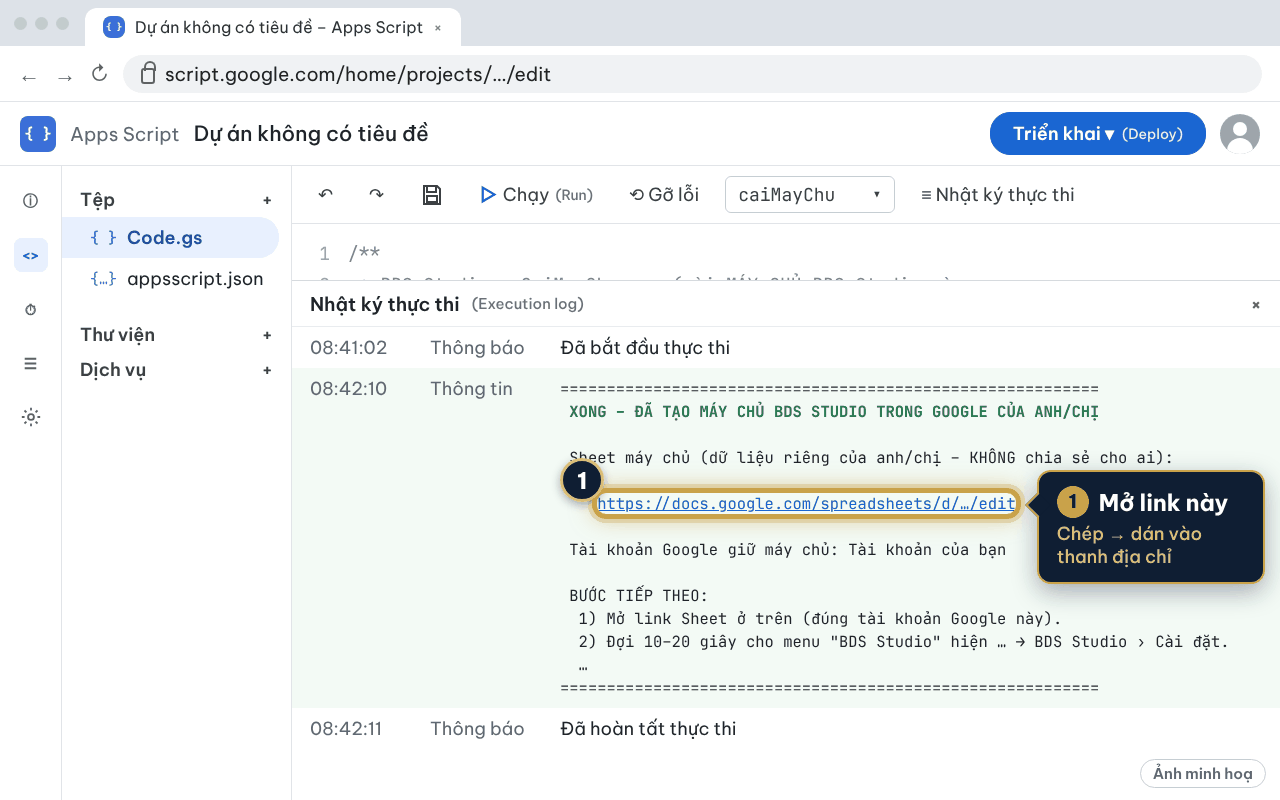 { } Dự án không có tiêu đề – Apps Script ×
script.google.com/home/projects/…/edit
{ } Apps Script Dự án không có tiêu đề
Triển khai ▾ (Deploy)
Tệp +
{ } Code.gs
{…} appsscript.json
Thư viện +
Dịch vụ +
Chạy (Run)
Gỡ lỗi
caiMayChu ▾
≡ Nhật ký thực thi
1 /**
Nhật ký thực thi (Execution log) ×
08:41:02 Thông báo Đã bắt đầu thực thi
08:42:10 Thông tin ==========================================================
XONG – ĐÃ TẠO MÁY CHỦ BDS STUDIO TRONG GOOGLE CỦA ANH/CHỊ
Sheet máy chủ (dữ liệu riêng của anh/chị – KHÔNG chia sẻ cho ai):
1
https://docs.google.com/spreadsheets/d/…/edit
1 Mở link này
Chép → dán vào
thanh địa chỉ
Tài khoản Google giữ máy chủ: Tài khoản của bạn
BƯỚC TIẾP THEO:
1) Mở link Sheet ở trên (đúng tài khoản Google này).
2) Đợi 10–20 giây cho menu "BDS Studio" hiện … → BDS Studio › Cài đặt.
…
==========================================================
08:42:11 Thông báo Đã hoàn tất thực thi
Ảnh minh hoạ